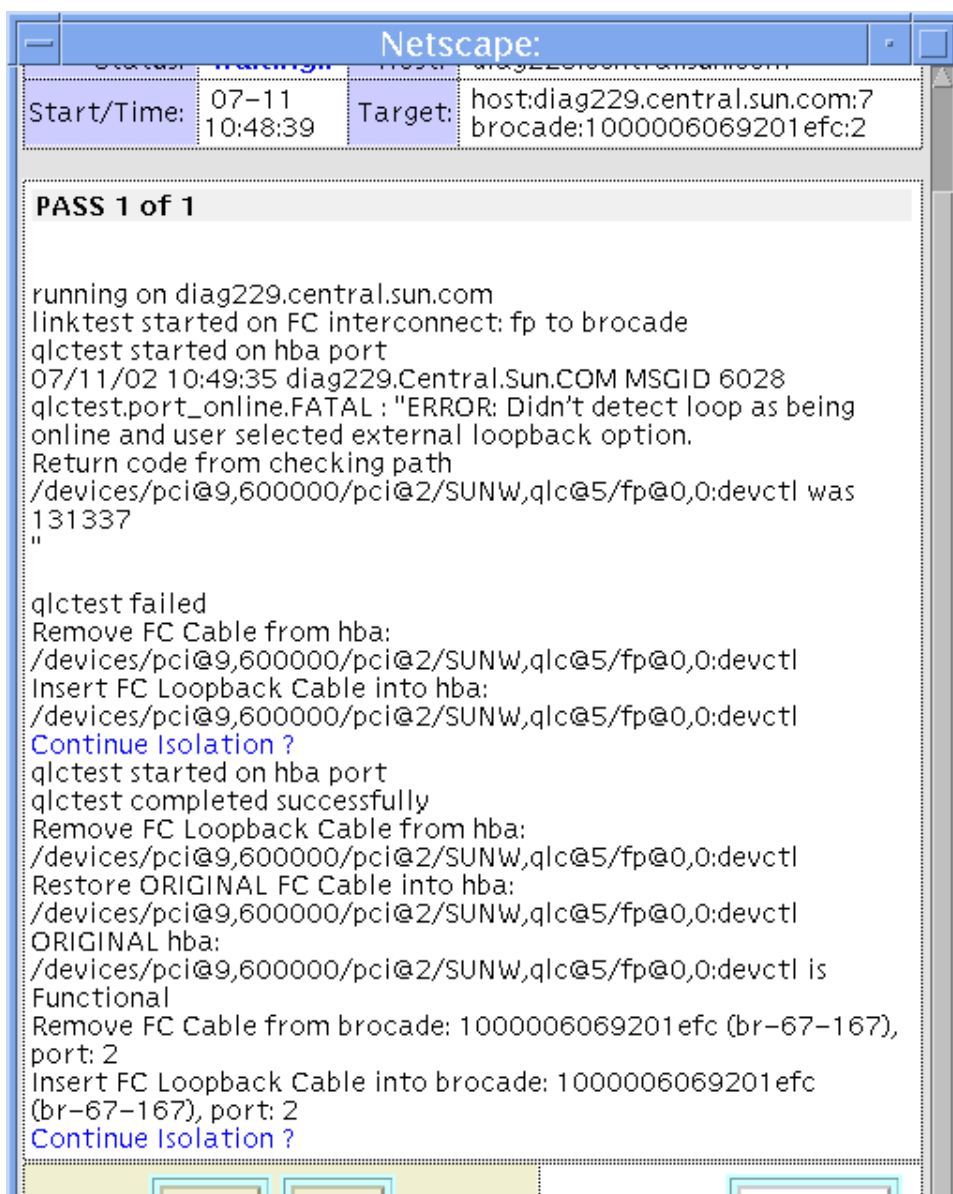 Netscape:
Start/Time: 07-11 10:48:39 Target: host:diag229.central.sun.com:7
brocade:1000006069201efc:2
PASS 1 of 1
running on diag229.central.sun.com
linktest started on FC interconnect: fp to brocade
qlctest started on hba port
07/11/02 10:49:35 diag229.Central.Sun.COM MSGID 6028
qlctest.port_online.FATAL : "ERROR: Didn't detect loop as being
online and user selected external loopback option.
Return code from checking path
/devices/pci@9,600000/pci@2/SUNW,qlc@5/fp@0,0:devctl was
131337
"
qlctest failed
Remove FC Cable from hba:
/devices/pci@9,600000/pci@2/SUNW,qlc@5/fp@0,0:devctl
Insert FC Loopback Cable into hba:
/devices/pci@9,600000/pci@2/SUNW,qlc@5/fp@0,0:devctl
Continue Isolation ?
qlctest started on hba port
qlctest completed successfully
Remove FC Loopback Cable from hba:
/devices/pci@9,600000/pci@2/SUNW,qlc@5/fp@0,0:devctl
Restore ORIGINAL FC Cable into hba:
/devices/pci@9,600000/pci@2/SUNW,qlc@5/fp@0,0:devctl
ORIGINAL hba:
/devices/pci@9,600000/pci@2/SUNW,qlc@5/fp@0,0:devctl is
Functional
Remove FC Cable from brocade: 1000006069201efc (br-67-167),
port: 2
Insert FC Loopback Cable into brocade: 1000006069201efc
(br-67-167), port: 2
Continue Isolation ?